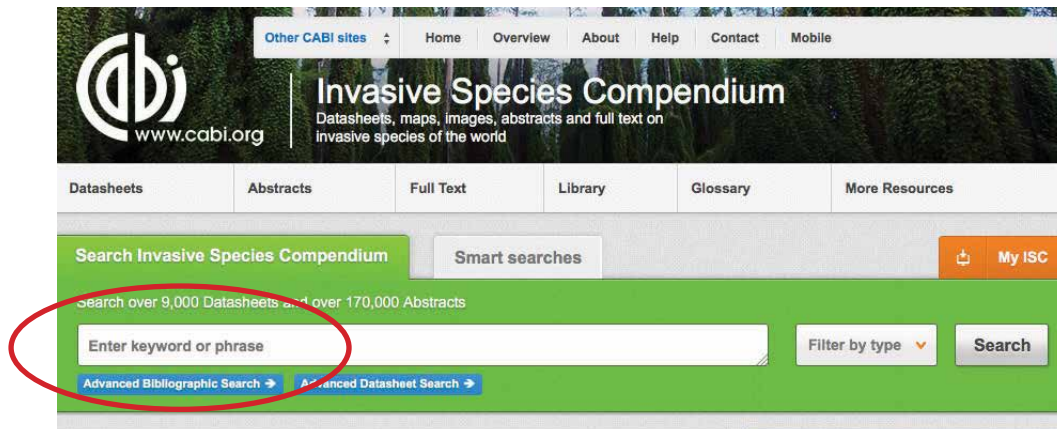 Other CABI sites Home Overview About Help Contact Mobile
cabi
www.cabi.org
Invasive Species Compendium
Datasheets, maps, images, abstracts and full text on
invasive species of the world
Datasheets Abstracts Full Text Library Glossary More Resources
Search Invasive Species Compendium Smart searches My ISC
Search over 9,000 Datasheets and over 170,000 Abstracts
Enter keyword or phrase Filter by type Search
Advanced Bibliographic Search → Advanced Datasheet Search →